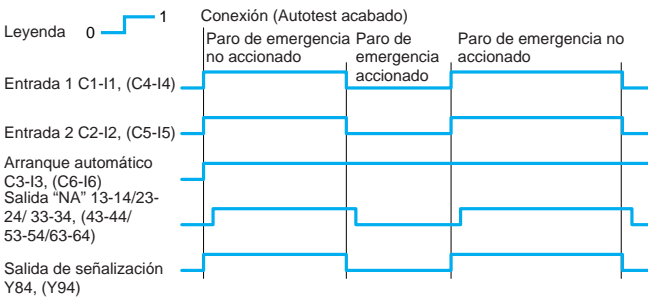 Leyenda 0 1
Conexión (Autotest acabado)
Paro de emergencia no accionado
Paro de emergencia accionado
Paro de emergencia no accionado
Entrada 1 C1-I1, (C4-I4)
Entrada 2 C2-I2, (C5-I5)
Arranque automático
C3-I3, (C6-I6)
Salida “NA” 13-14/23-
24/ 33-34, (43-44/
53-54/63-64)
Salida de señalización
Y84, (Y94)